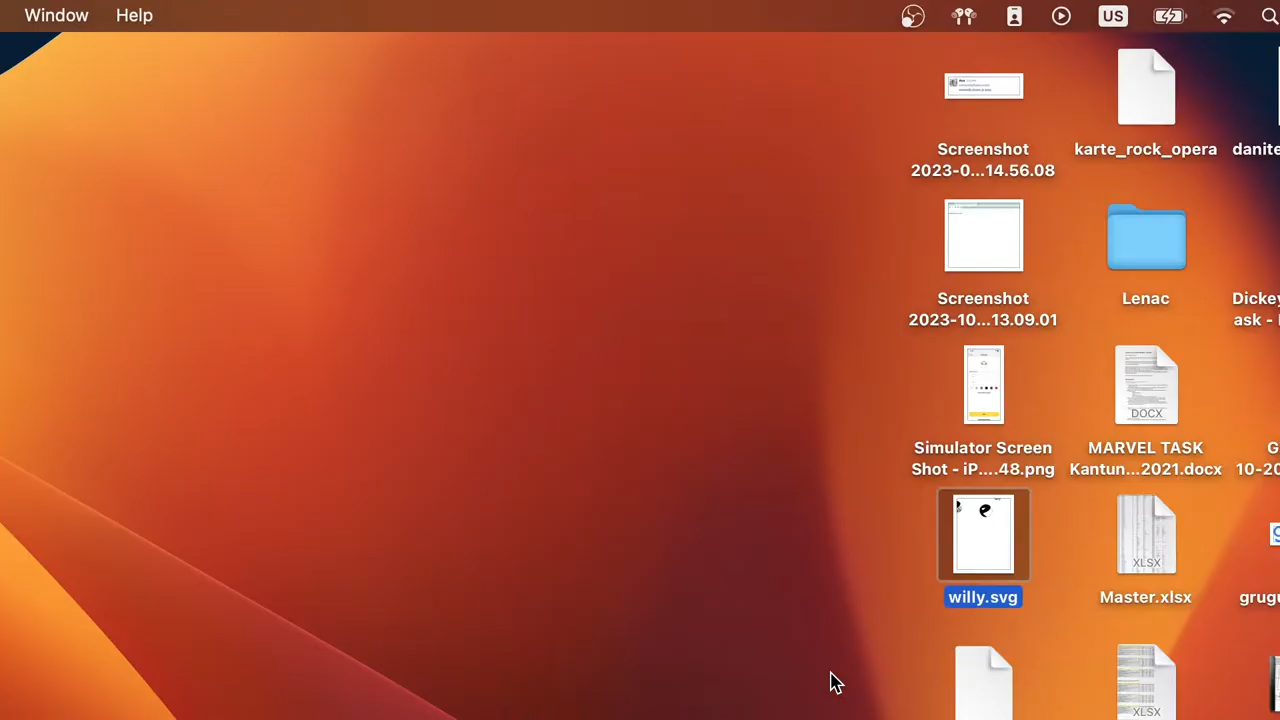 Window Help US
Screenshot
2023-0...14.56.08
karte_rock_opera
danite
Screenshot
2023-10...13.09.01
Lenac
Dickey
ask -
Simulator Screen
Shot - iP....48.png
DOCX
MARVEL TASK
Kantun...2021.docx
G
10-20
willy.svg
XLSX
Master.xlsx
grugu
XLSX